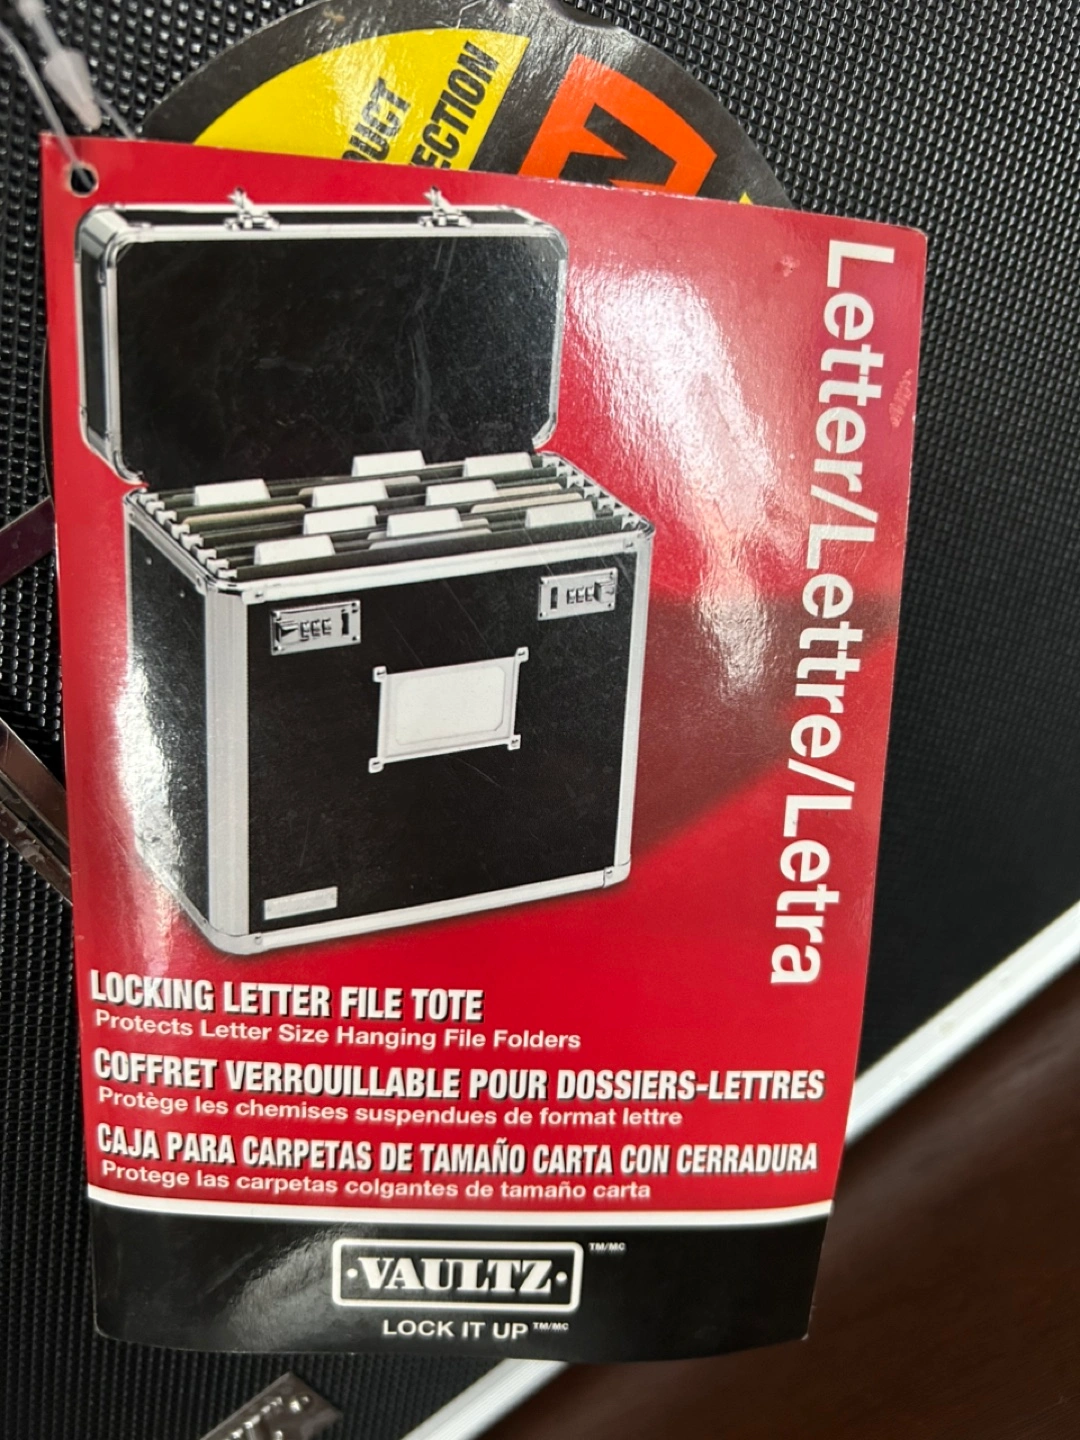 Letter/Lettre/Letra
LOCKING LETTER FILE TOTE
Protects Letter Size Hanging File Folders
COFFRET VERROUILLABLE POUR DOSSIERS-LETTRES
Protège les chemises suspendues de format lettre
CAJA PARA CARPETAS DE TAMAÑO CARTA CON CERRADURA
Protege las carpetas colgantes de tamaño carta
·VAULTZ· TM/MC
LOCK IT UP TM/MC